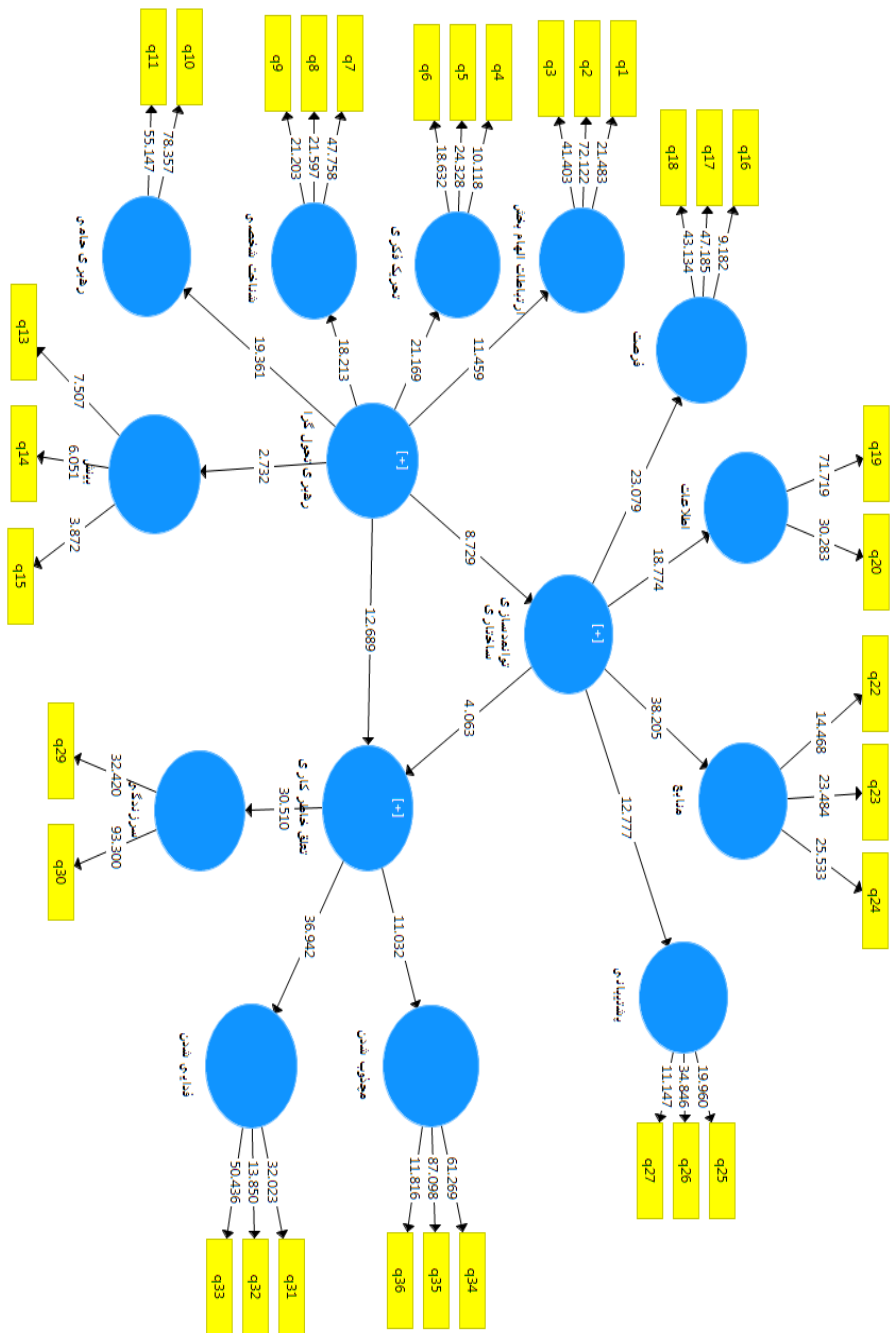 q19
q20
q22
q23
q24
71.719
30.283
14.468
23.484
25.533
اطلاعات
منابع
q16
q17
q18
9.182
47.185
43.134
فرصت
23.079
18.774
38.205
12.777
پشتیبانی
19.960
34.846
11.147
q25
q26
q27
[+]
توانمندسازی
ساختاری
q1
q2
q3
21.483
72.122
41.403
ارتباطات الهام بخش
11.459
8.729
4.063
11.032
مجذوب شدن
61.269
87.098
11.816
q34
q35
q36
q4
q5
q6
10.118
24.328
18.632
تحریک فکری
21.169
[+]
رهبری تحول گرا
12.689
[+]
تعلق خاطر کاری
q7
q8
q9
47.758
21.597
21.203
شناخت شخصی
18.213
2.732
30.510
36.942
فدایی شدن
32.023
13.850
50.436
q31
q32
q33
q10
q11
78.357
55.147
رهبری حامی
19.361
بینش
سرزندگی
7.507
6.051
3.872
32.420
93.300
q13
q14
q15
q29
q30